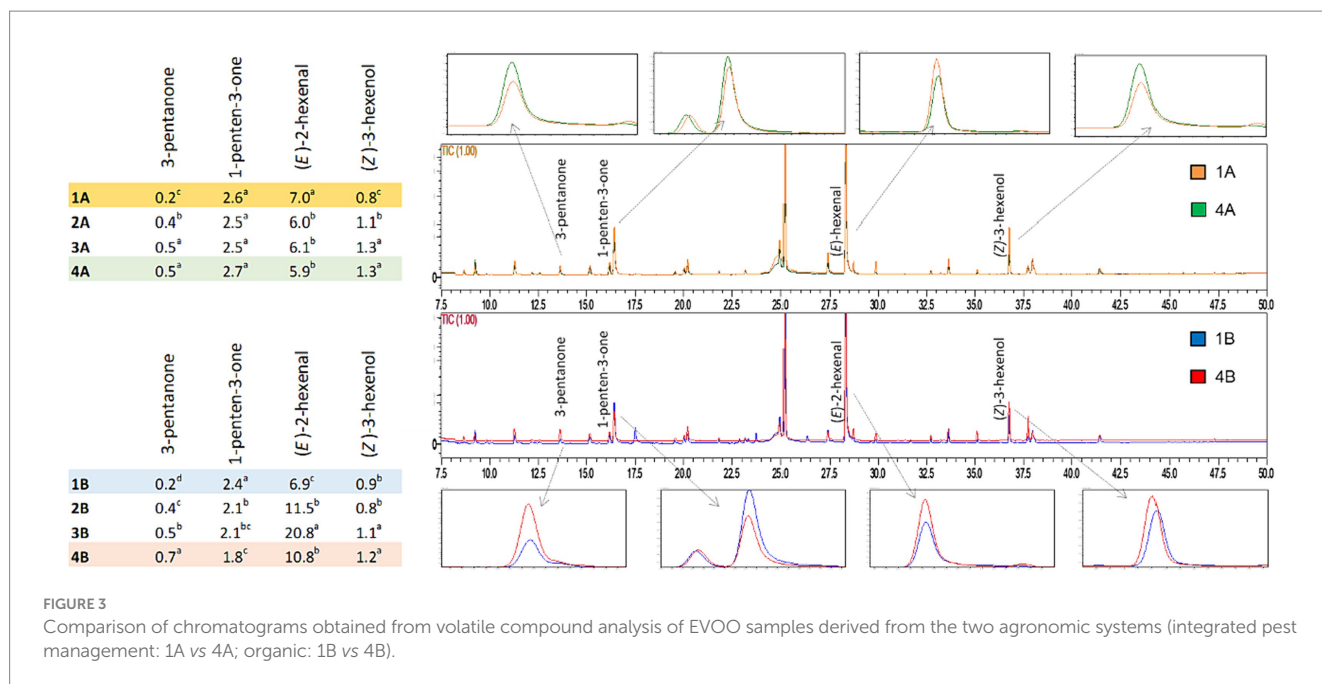 3-pentanone
1-penten-3-one
(E)-2-hexenal
(Z)-3-hexenol
1A 0.2ᶜ 2.6ᵃ 7.0ᵃ 0.8ᶜ
2A 0.4ᵇ 2.5ᵃ 6.0ᵇ 1.1ᵇ
3A 0.5ᵃ 2.5ᵃ 6.1ᵇ 1.3ᵃ
4A 0.5ᵃ 2.7ᵃ 5.9ᵇ 1.3ᵃ
TIC (1.00)
3-pentanone
1-penten-3-one
(E)-hexenal
(Z)-3-hexenol
1A
4A
0
7.5 10.0 12.5 15.0 17.5 20.0 22.5 25.0 27.5 30.0 32.5 35.0 37.5 40.0 42.5 45.0 47.5 50.0
3-pentanone
1-penten-3-one
(E)-2-hexenal
(Z)-3-hexenol
1B 0.2ᵈ 2.4ᵃ 6.9ᶜ 0.9ᵇ
2B 0.4ᶜ 2.1ᵇ 11.5ᵇ 0.8ᵇ
3B 0.5ᵇ 2.1ᵇᶜ 20.8ᵃ 1.1ᵃ
4B 0.7ᵃ 1.8ᶜ 10.8ᵇ 1.2ᵃ
TIC (1.00)
3-pentanone
1-penten-3-one
(E)-2-hexenal
(Z)-3-hexenol
1B
4B
0
7.5 10.0 12.5 15.0 17.5 20.0 22.5 25.0 27.5 30.0 32.5 35.0 37.5 40.0 42.5 45.0 47.5 50.0
FIGURE 3
Comparison of chromatograms obtained from volatile compound analysis of EVOO samples derived from the two agronomic systems (integrated pest
management: 1A vs 4A; organic: 1B vs 4B).